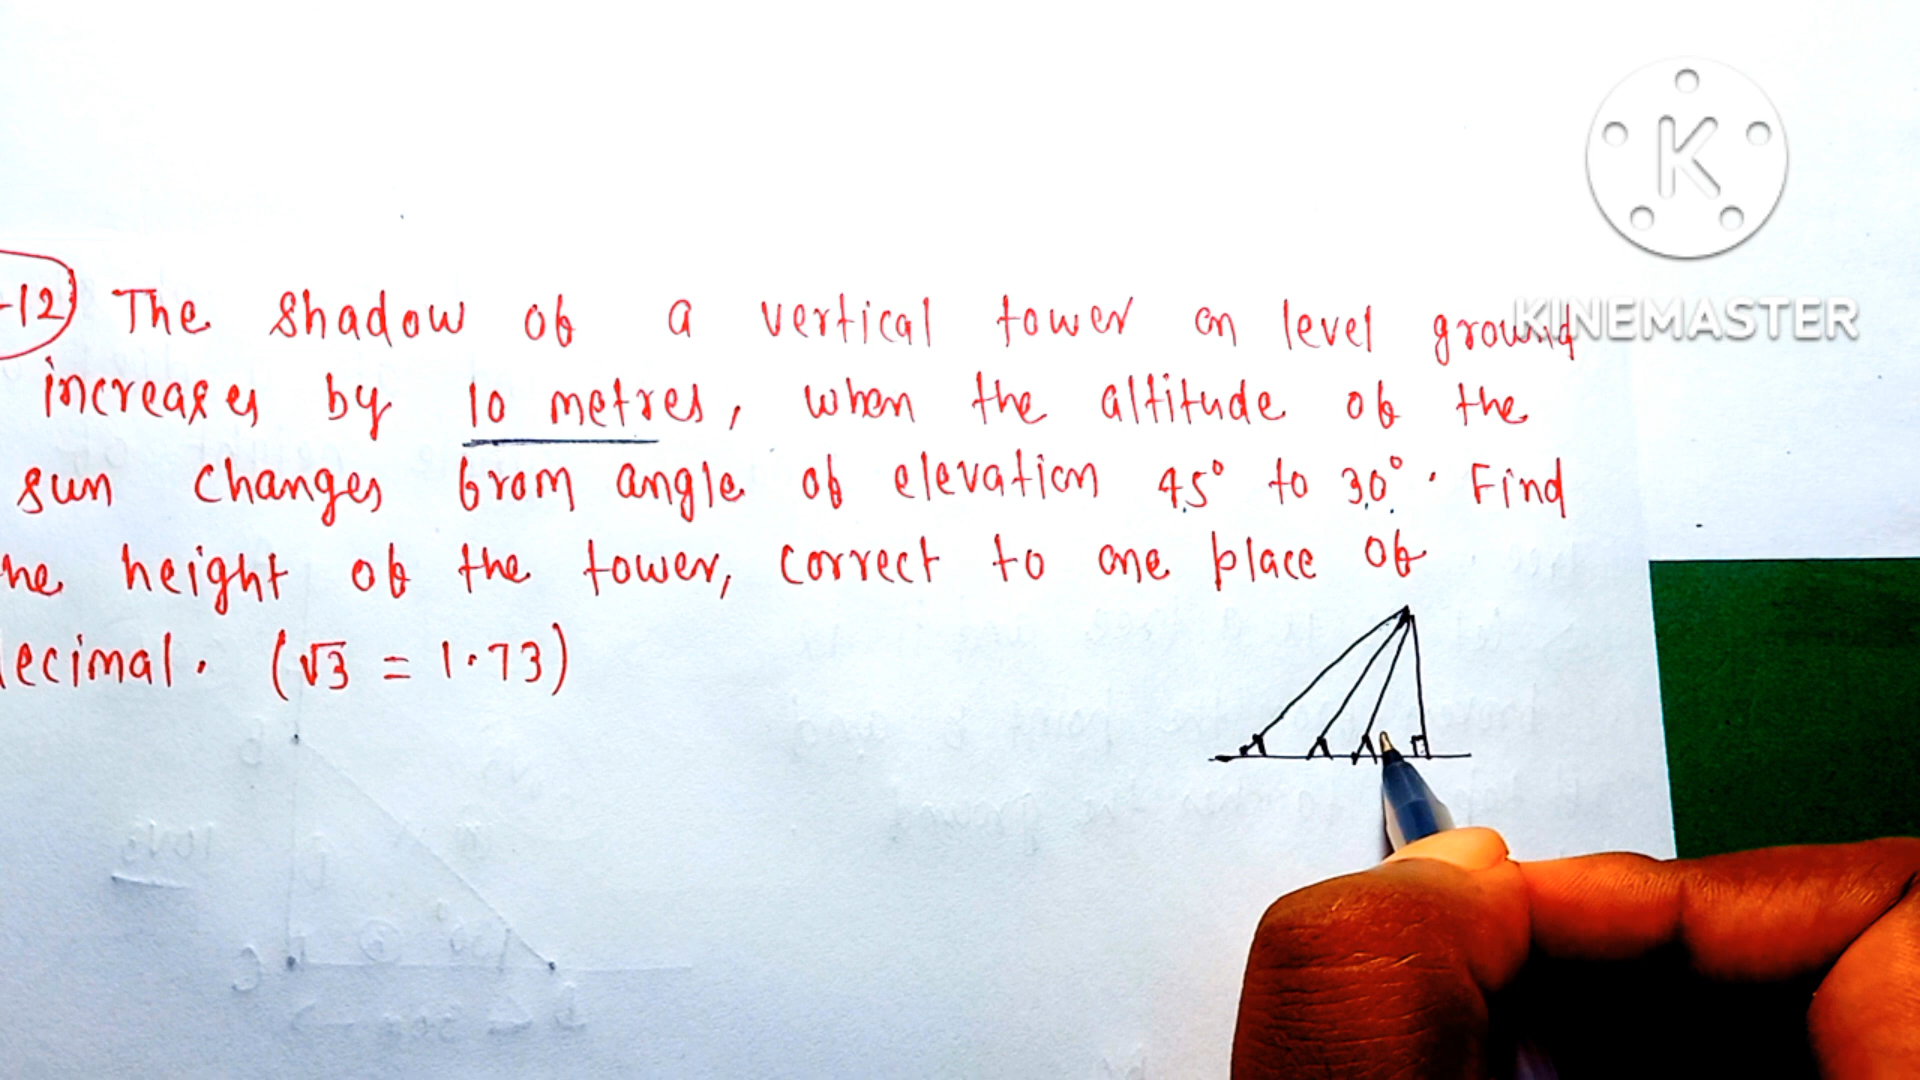 -12) The shadow of a vertical tower on level ground
increases by 10 metres, when the altitude of the
sun changes from angle of elevation 45° to 30°. Find
he height of the tower, correct to one place of
ecimal. (√3 = 1.73)
K
KINEMASTER